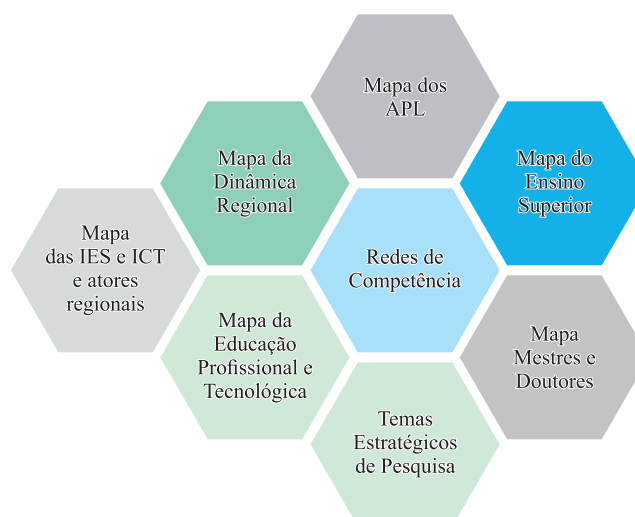 Mapa dos
APL
Mapa da
Dinâmica
Regional
Mapa do
Ensino
Superior
Mapa
das IES e ICT
e atores
regionais
Redes de
Competência
Mapa da
Educação
Profissional e
Tecnológica
Mapa
Mestres e
Doutores
Temas
Estratégicos
de Pesquisa